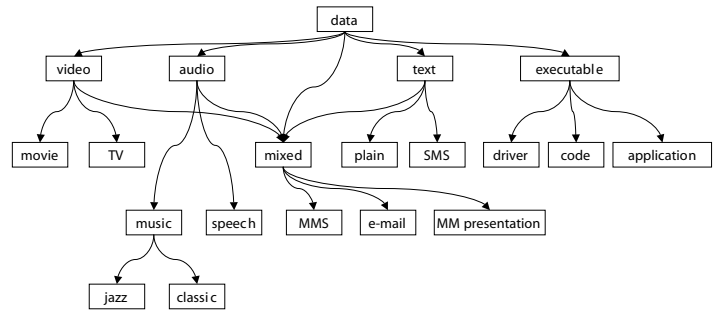 data
video
audio
text
executable
movie
TV
mixed
plain
SMS
driver
code
application
music
speech
MMS
e-mail
MM presentation
jazz
classic